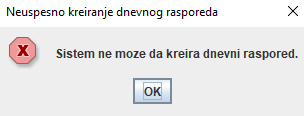 Neuspesno kreiranje dnevnog rasporeda
Sistem ne moze da kreira dnevni raspored.
OK